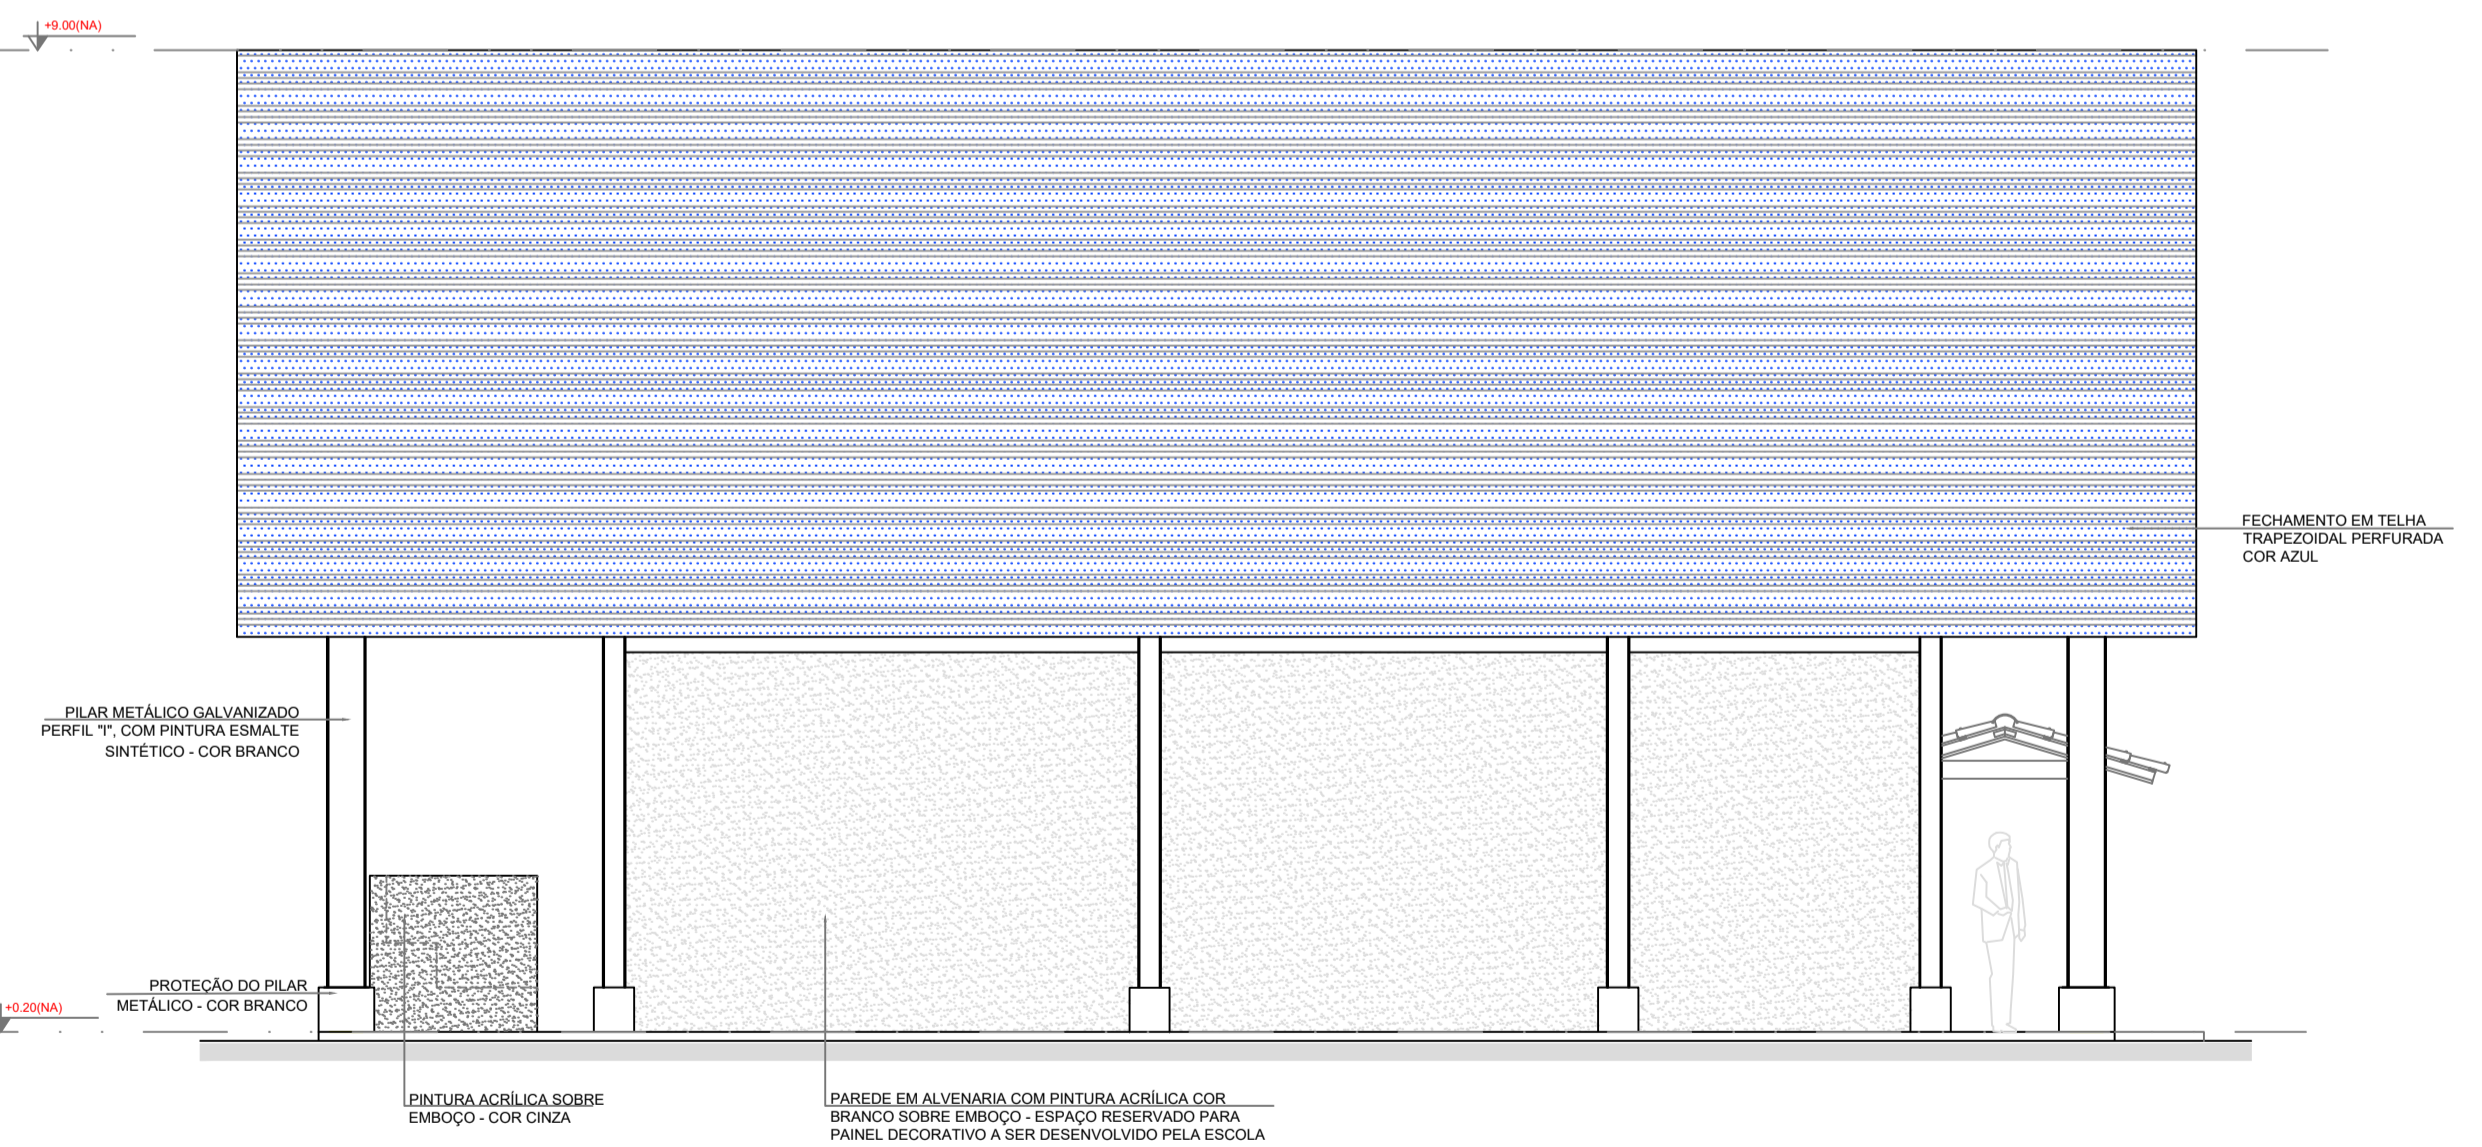 +9.00(NA)
FECHAMENTO EM TELHA
TRAPEZOIDAL PERFURADA
COR AZUL
PILAR METÁLICO GALVANIZADO
PERFIL "I", COM PINTURA ESMALTE
SINTÉTICO - COR BRANCO
PROTEÇÃO DO PILAR
METÁLICO - COR BRANCO
+0.20(NA)
PINTURA ACRÍLICA SOBRE
EMBOÇO - COR CINZA
PAREDE EM ALVENARIA COM PINTURA ACRÍLICA COR
BRANCO SOBRE EMBOÇO - ESPAÇO RESERVADO PARA
PAINEL DECORATIVO A SER DESENVOLVIDO PELA ESCOLA